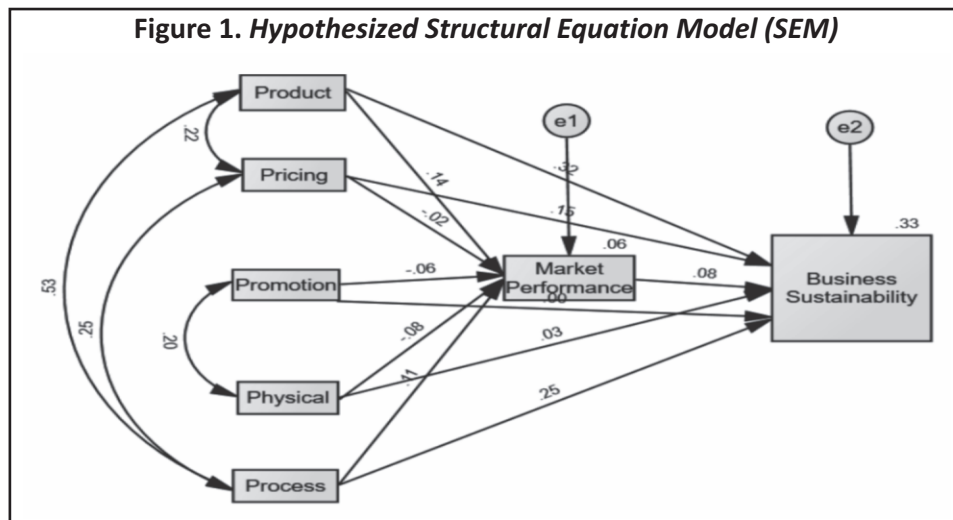 Figure 1. Hypothesized Structural Equation Model (SEM)
Product
e1
e2
.22
Pricing
.14
.32
-.02
.15
.33
.06
Promotion
-.06
Market
Performance
.08
Business
Sustainability
.00
.53
.25
.20
-.08
.03
Physical
.11
.25
Process